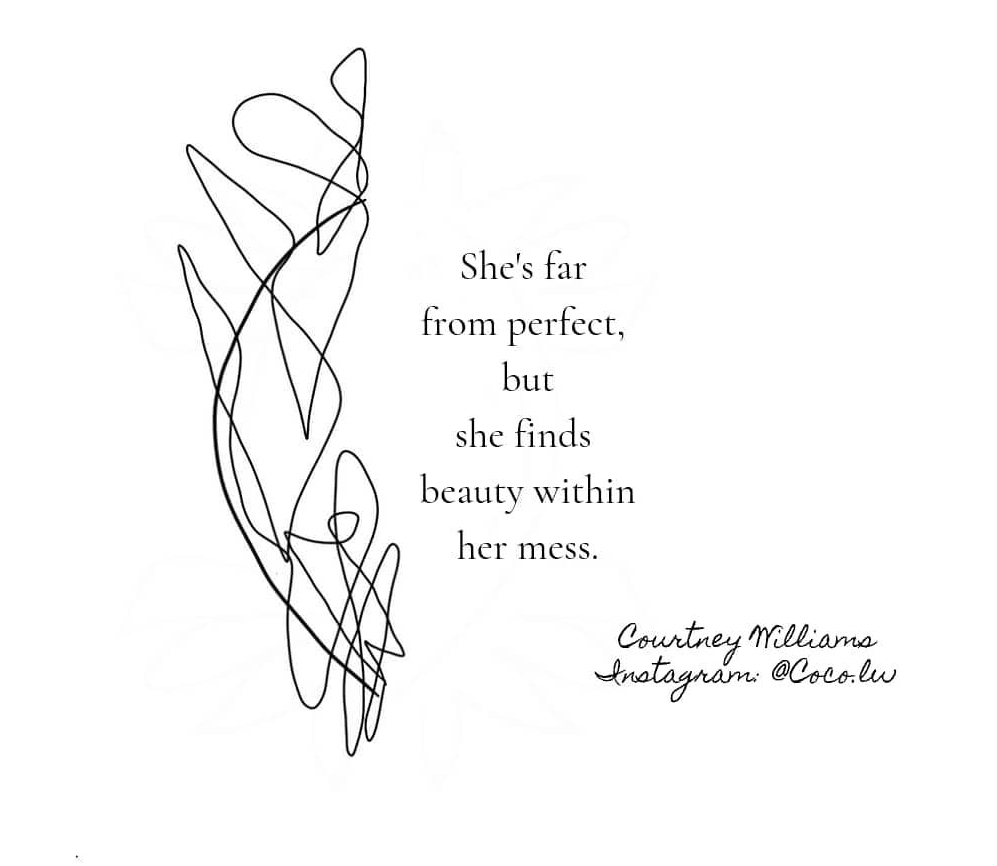 She's far
from perfect,
but
she finds
beauty within
her mess.
Courtney Williams
Instagram: @Coco.lw